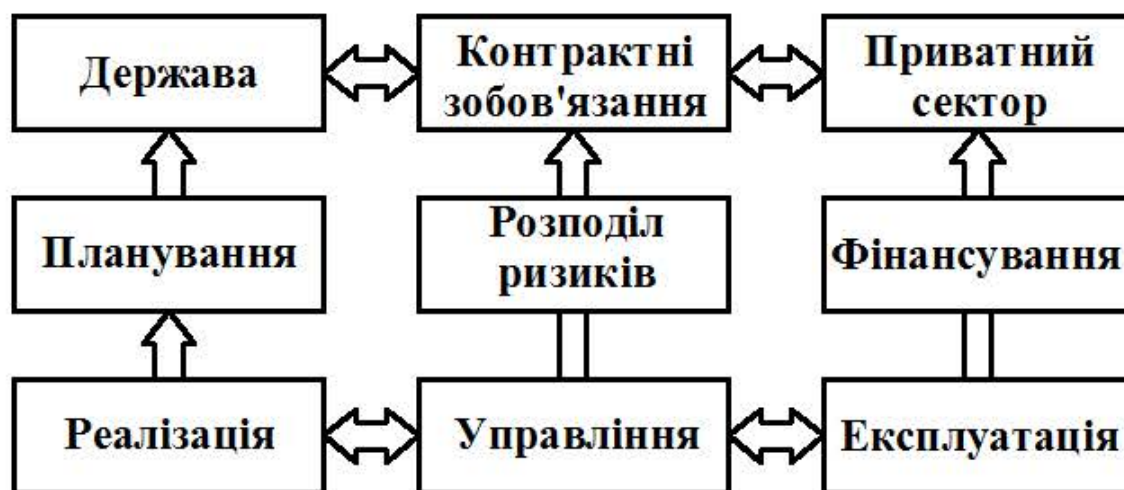 Держава
Контрактні
зобов'язання
Приватний
сектор
Планування
Розподіл
ризиків
Фінансування
Реалізація
Управління
Експлуатація